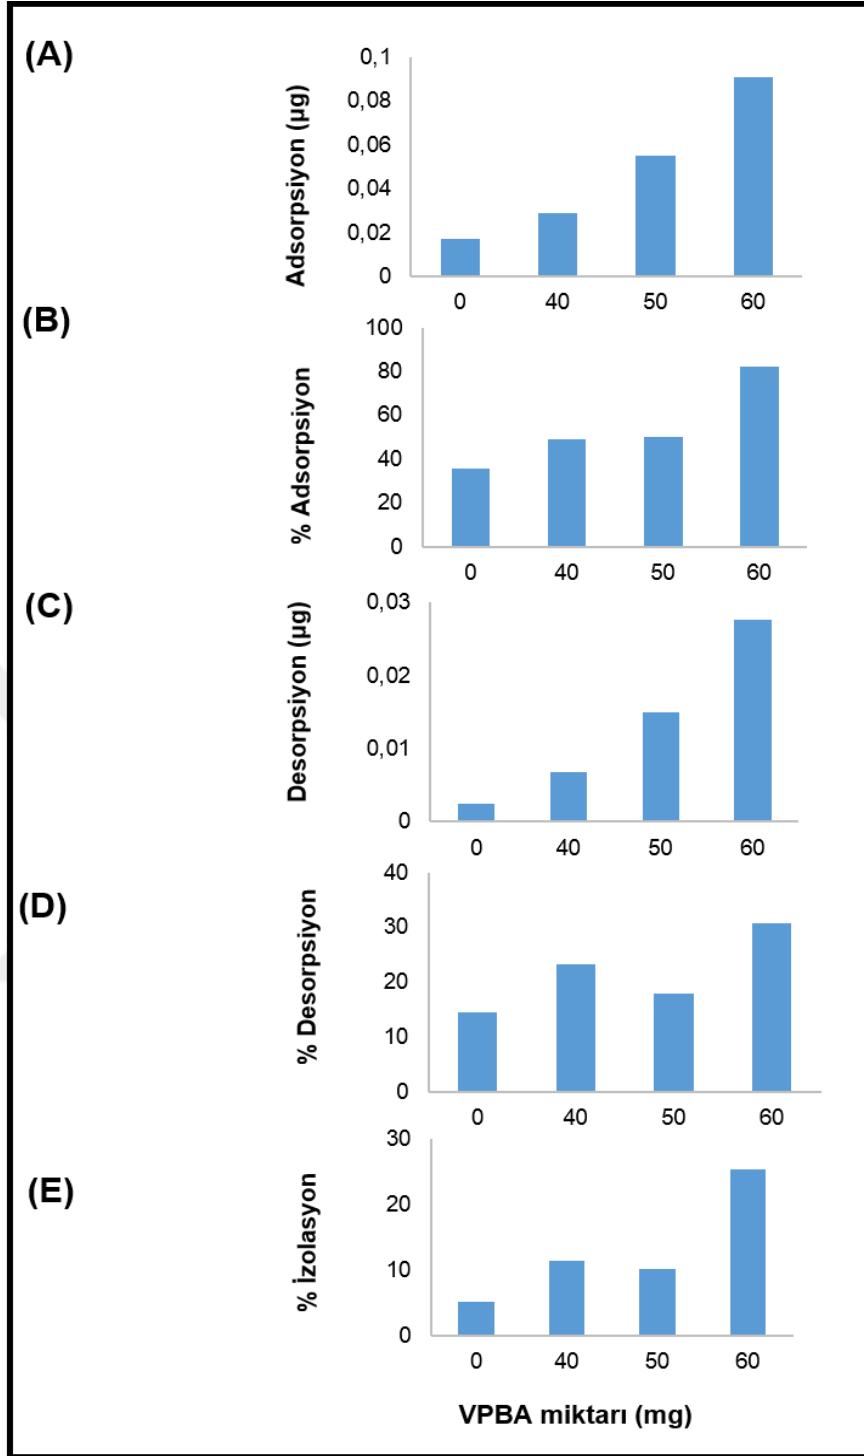 (A)
Adsorpsiyon (µg)
0,1
0,08
0,06
0,04
0,02
0
0 40 50 60
(B)
% Adsorpsiyon
100
80
60
40
20
0
0 40 50 60
(C)
Desorpsiyon (µg)
0,03
0,02
0,01
0
0 40 50 60
(D)
% Desorpsiyon
40
30
20
10
0
0 40 50 60
(E)
% İzolasyon
30
20
10
0
0 40 50 60
VPBA miktarı (mg)